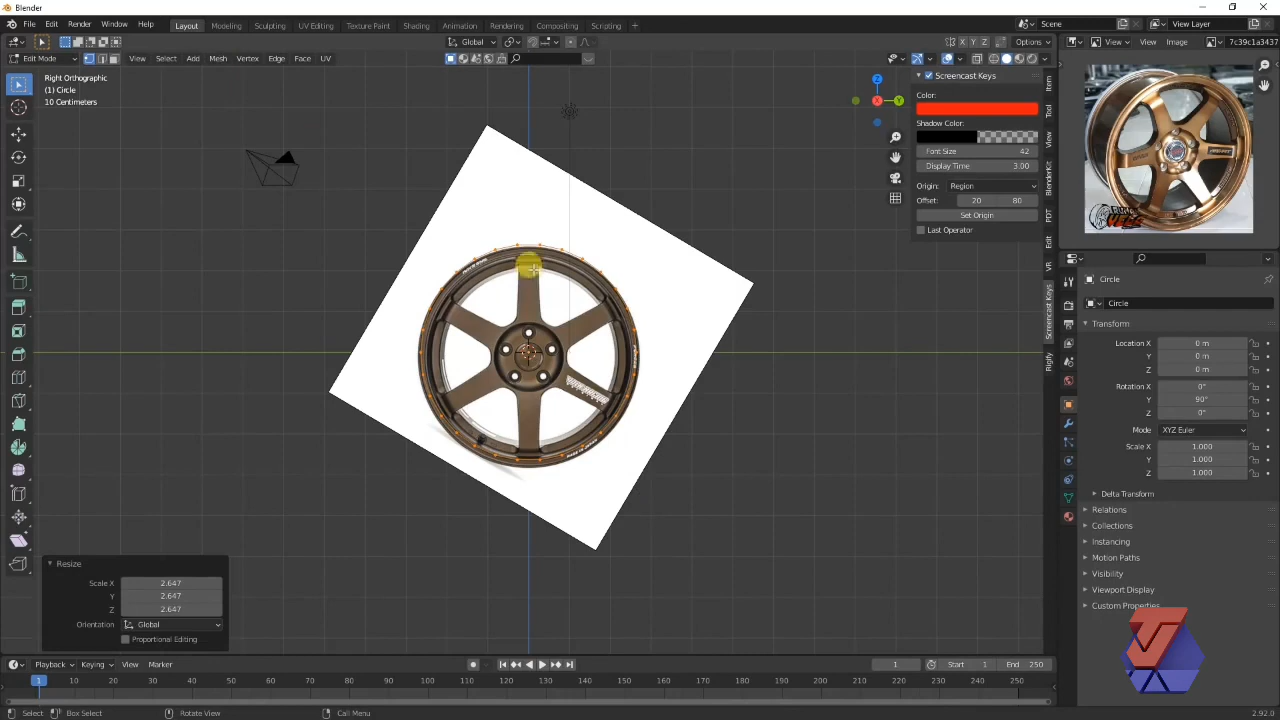 Blender
File Edit Render Window Help
Layout Modeling Sculpting UV Editing Texture Paint Shading Animation Rendering Compositing Scripting +
Scene View Layer
Global Options
Edit Mode View Select Add Mesh Vertex Edge Face UV
View View Image 7c39c1a3437
Right Orthographic
(1) Circle
10 Centimeters
X Y Z
Z
X
Y
Screencast Keys
Color:
Shadow Color:
Font Size 42
Display Time 3.00
Origin: Region
Offset: 20 80
Set Origin
Last Operator
Item
Tool
View
BlenderKit
PDT
Edit
VR
Screencast Keys
Rigify
Circle
Circle
Transform
Location X 0 m
Y 0 m
Z 0 m
Rotation X 0°
Y 90°
Z 0°
Mode XYZ Euler
Scale X 1.000
Y 1.000
Z 1.000
Delta Transform
Relations
Collections
Instancing
Motion Paths
Visibility
Viewport Display
Custom Properties
Resize
Scale X 2.647
Y 2.647
Z 2.647
Orientation Global
Proportional Editing
Playback Keying View Marker
1 Start 1 End 250
1 10 20 30 40 50 60 70 80 90 100 110 120 130 140 150 160 170 180 190 200 210 220 230 240 250
Select Box Select Rotate View Call Menu
2.92.0